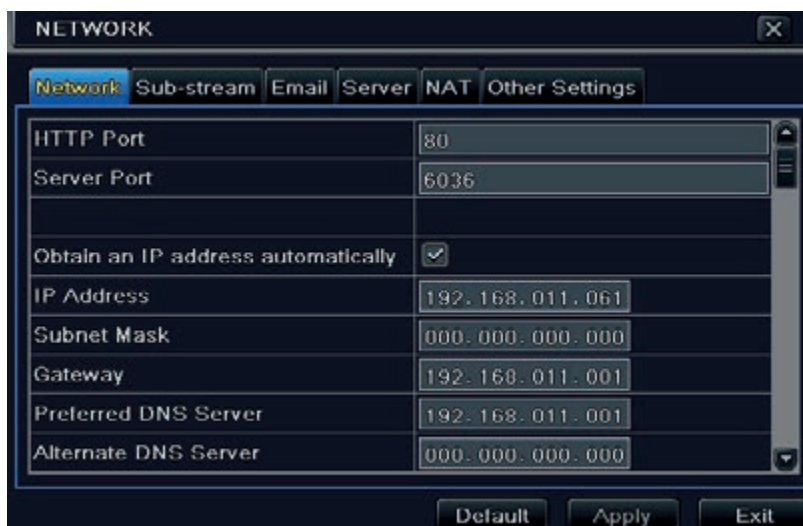 NETWORK
Network Sub-stream Email Server NAT Other Settings
HTTP Port 80
Server Port 6036
Obtain an IP address automatically
IP Address 192.168.011.061
Subnet Mask 000.000.000.000
Gateway 192.168.011.001
Preferred DNS Server 192.168.011.001
Alternate DNS Server 000.000.000.000
Default Apply Exit